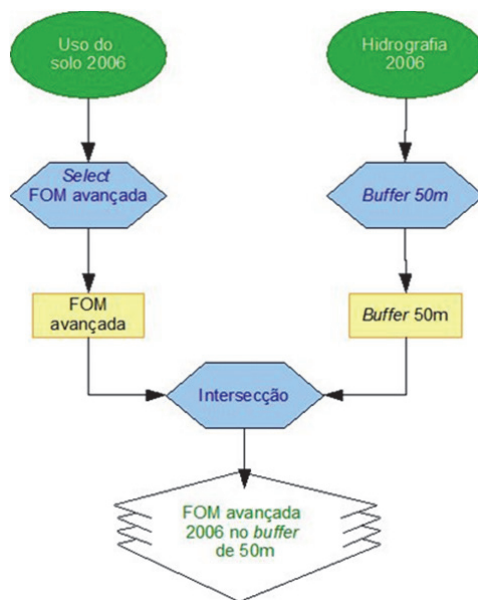 Uso do
solo 2006
Hidrografia
2006
Select
FOM avançada
Buffer 50m
FOM
avançada
Buffer 50m
Intersecção
FOM avançada
2006 no buffer
de 50m